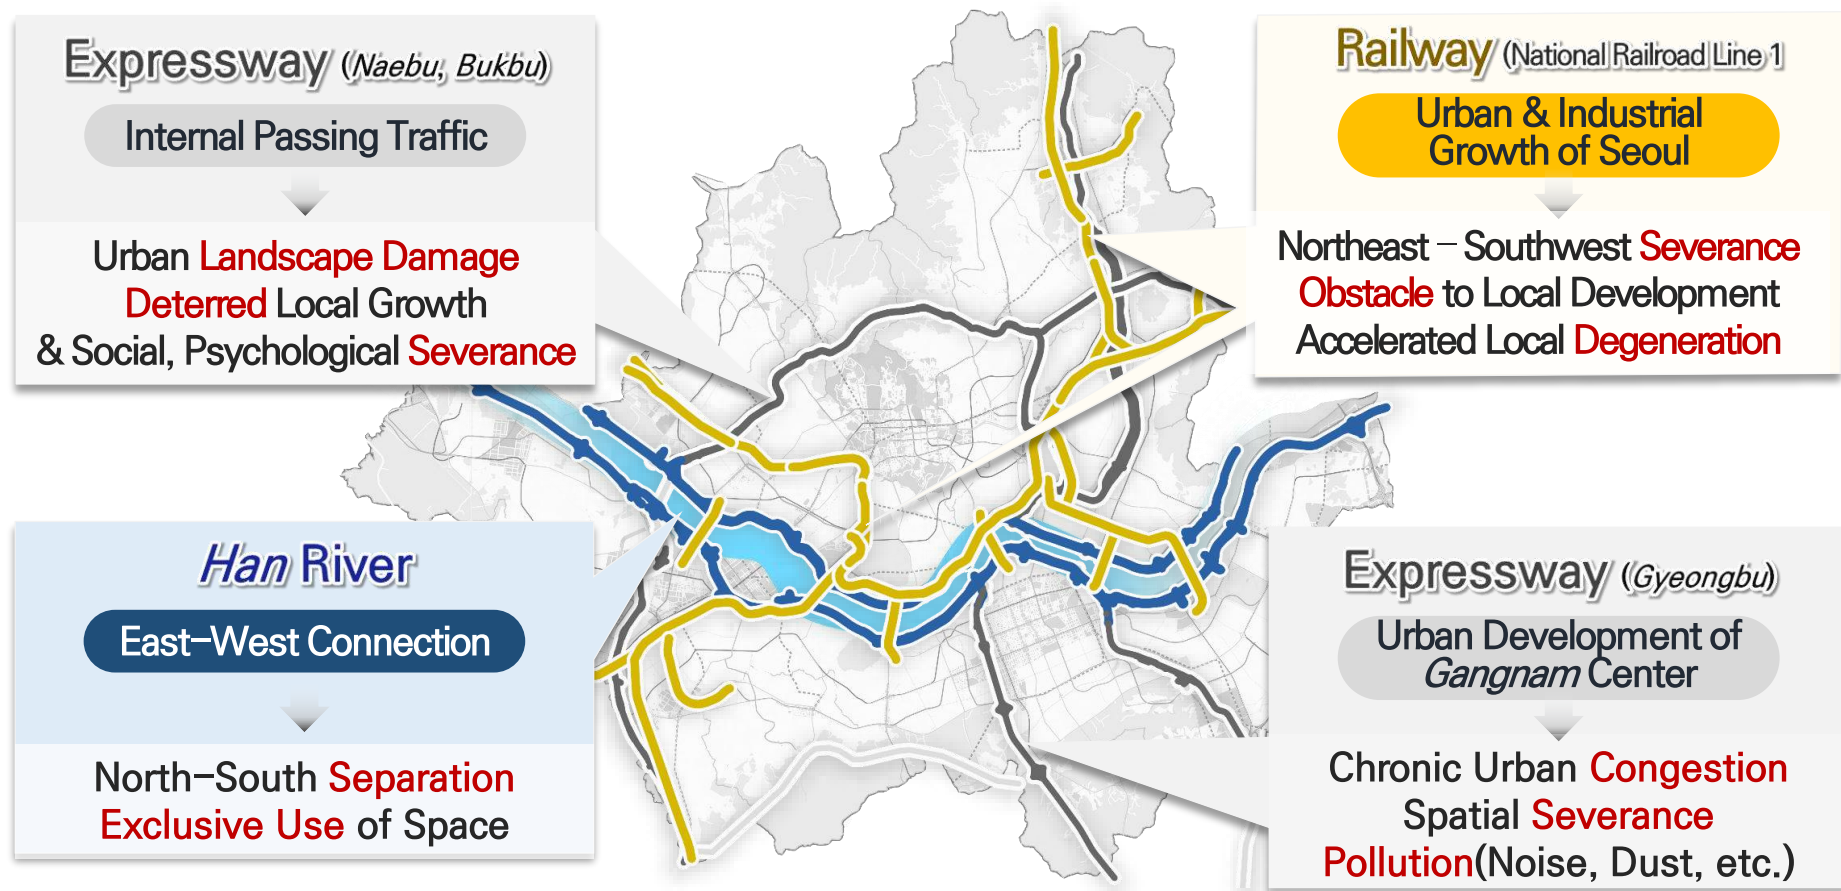 Expressway (Naebu, Bukbu)
Internal Passing Traffic
Urban Landscape Damage
Deterred Local Growth
& Social, Psychological Severance
Railway (National Railroad Line 1
Urban & Industrial
Growth of Seoul
Northeast – Southwest Severance
Obstacle to Local Development
Accelerated Local Degeneration
Han River
East–West Connection
North–South Separation
Exclusive Use of Space
Expressway (Gyeongbu)
Urban Development of
Gangnam Center
Chronic Urban Congestion
Spatial Severance
Pollution(Noise, Dust, etc.)